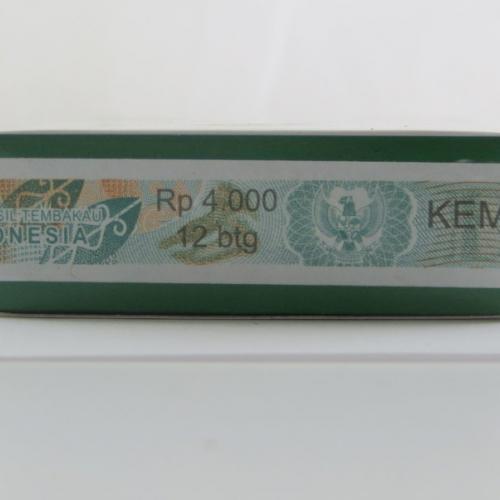 SIL TEMBAKAU
ONESIA
Rp 4.000
12 btg
KEM